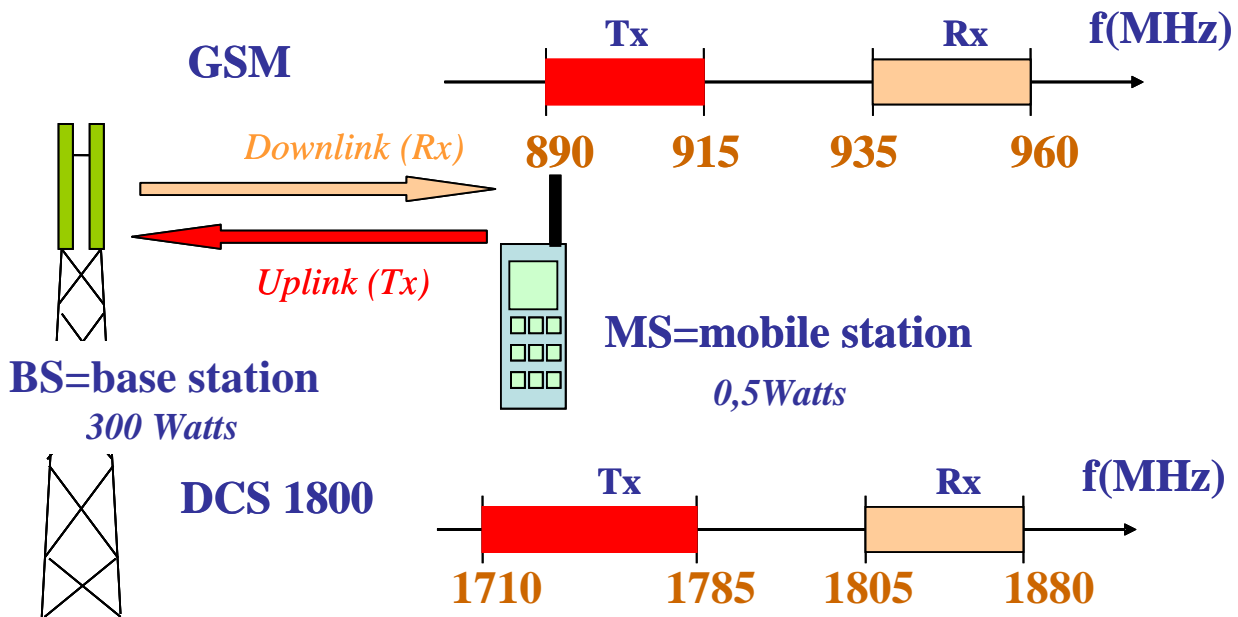 GSM
Tx
Rx
f(MHz)
890
915
935
960
Downlink (Rx)
Uplink (Tx)
MS=mobile station
0,5Watts
BS=base station
300 Watts
DCS 1800
Tx
Rx
f(MHz)
1710
1785
1805
1880